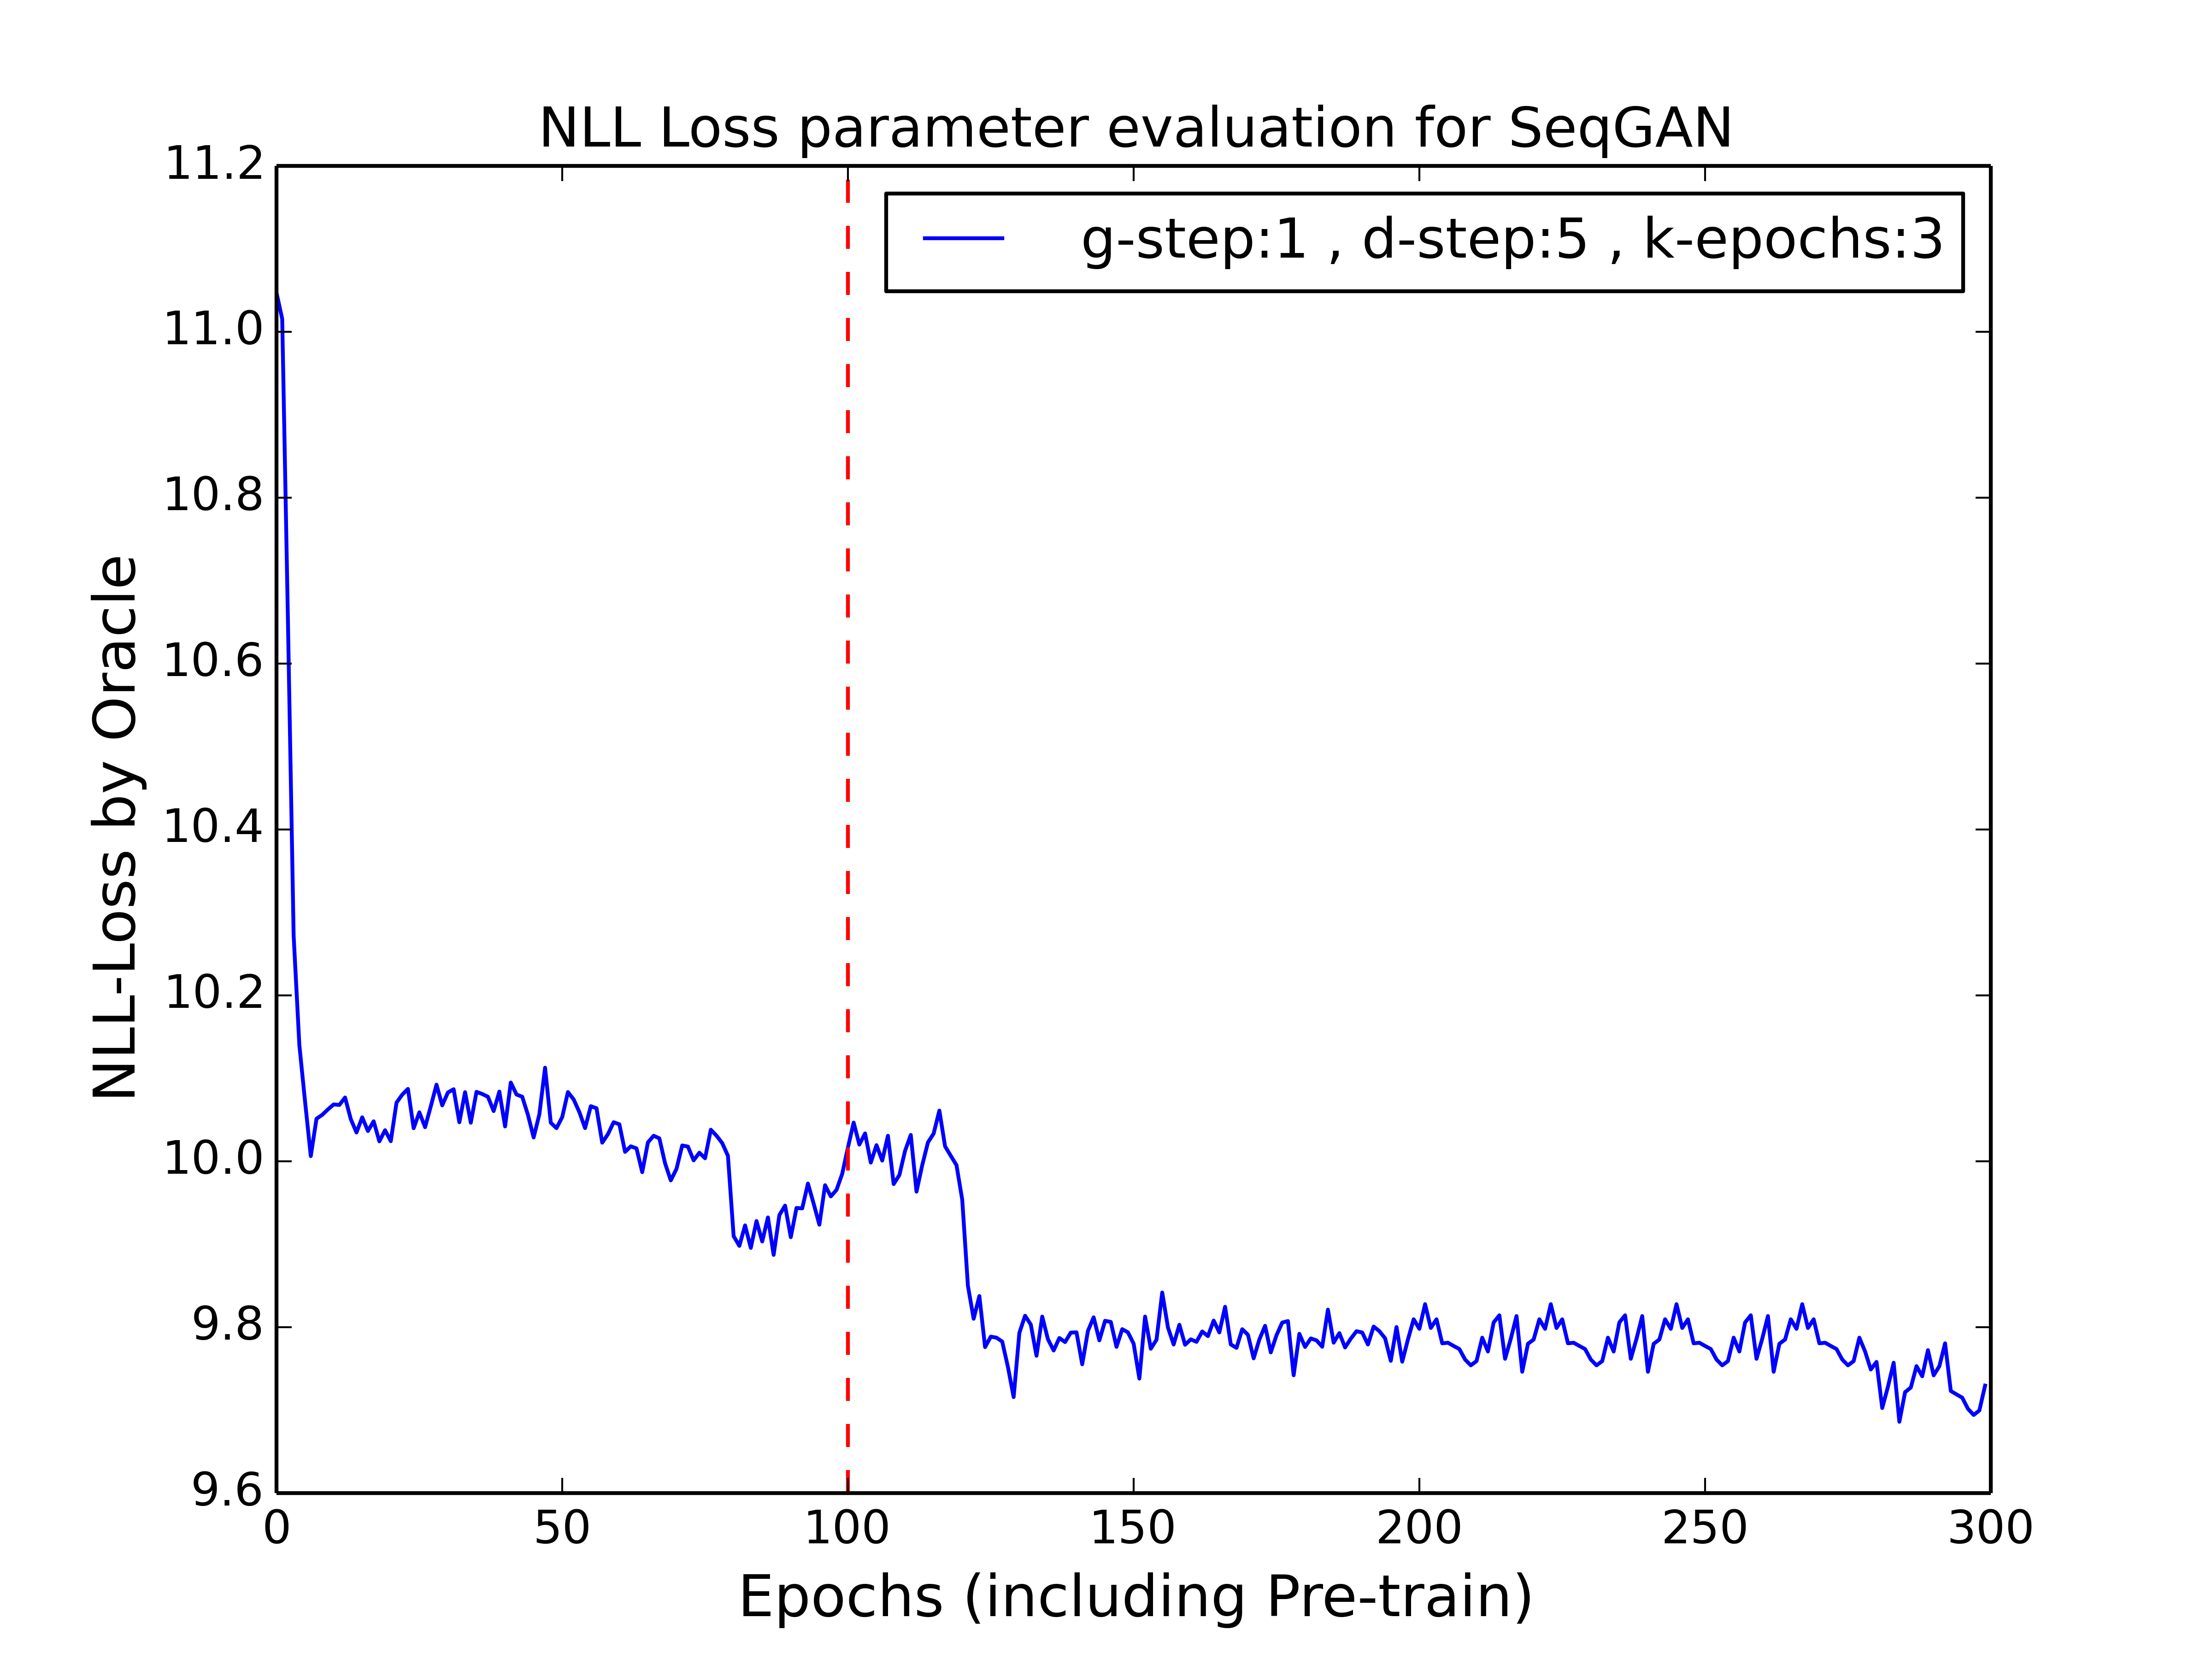 NLL Loss parameter evaluation for SeqGAN
g-step:1 , d-step:5 , k-epochs:3
NLL-Loss by Oracle
11.2
11.0
10.8
10.6
10.4
10.2
10.0
9.8
9.6
0 50 100 150 200 250 300
Epochs (including Pre-train)